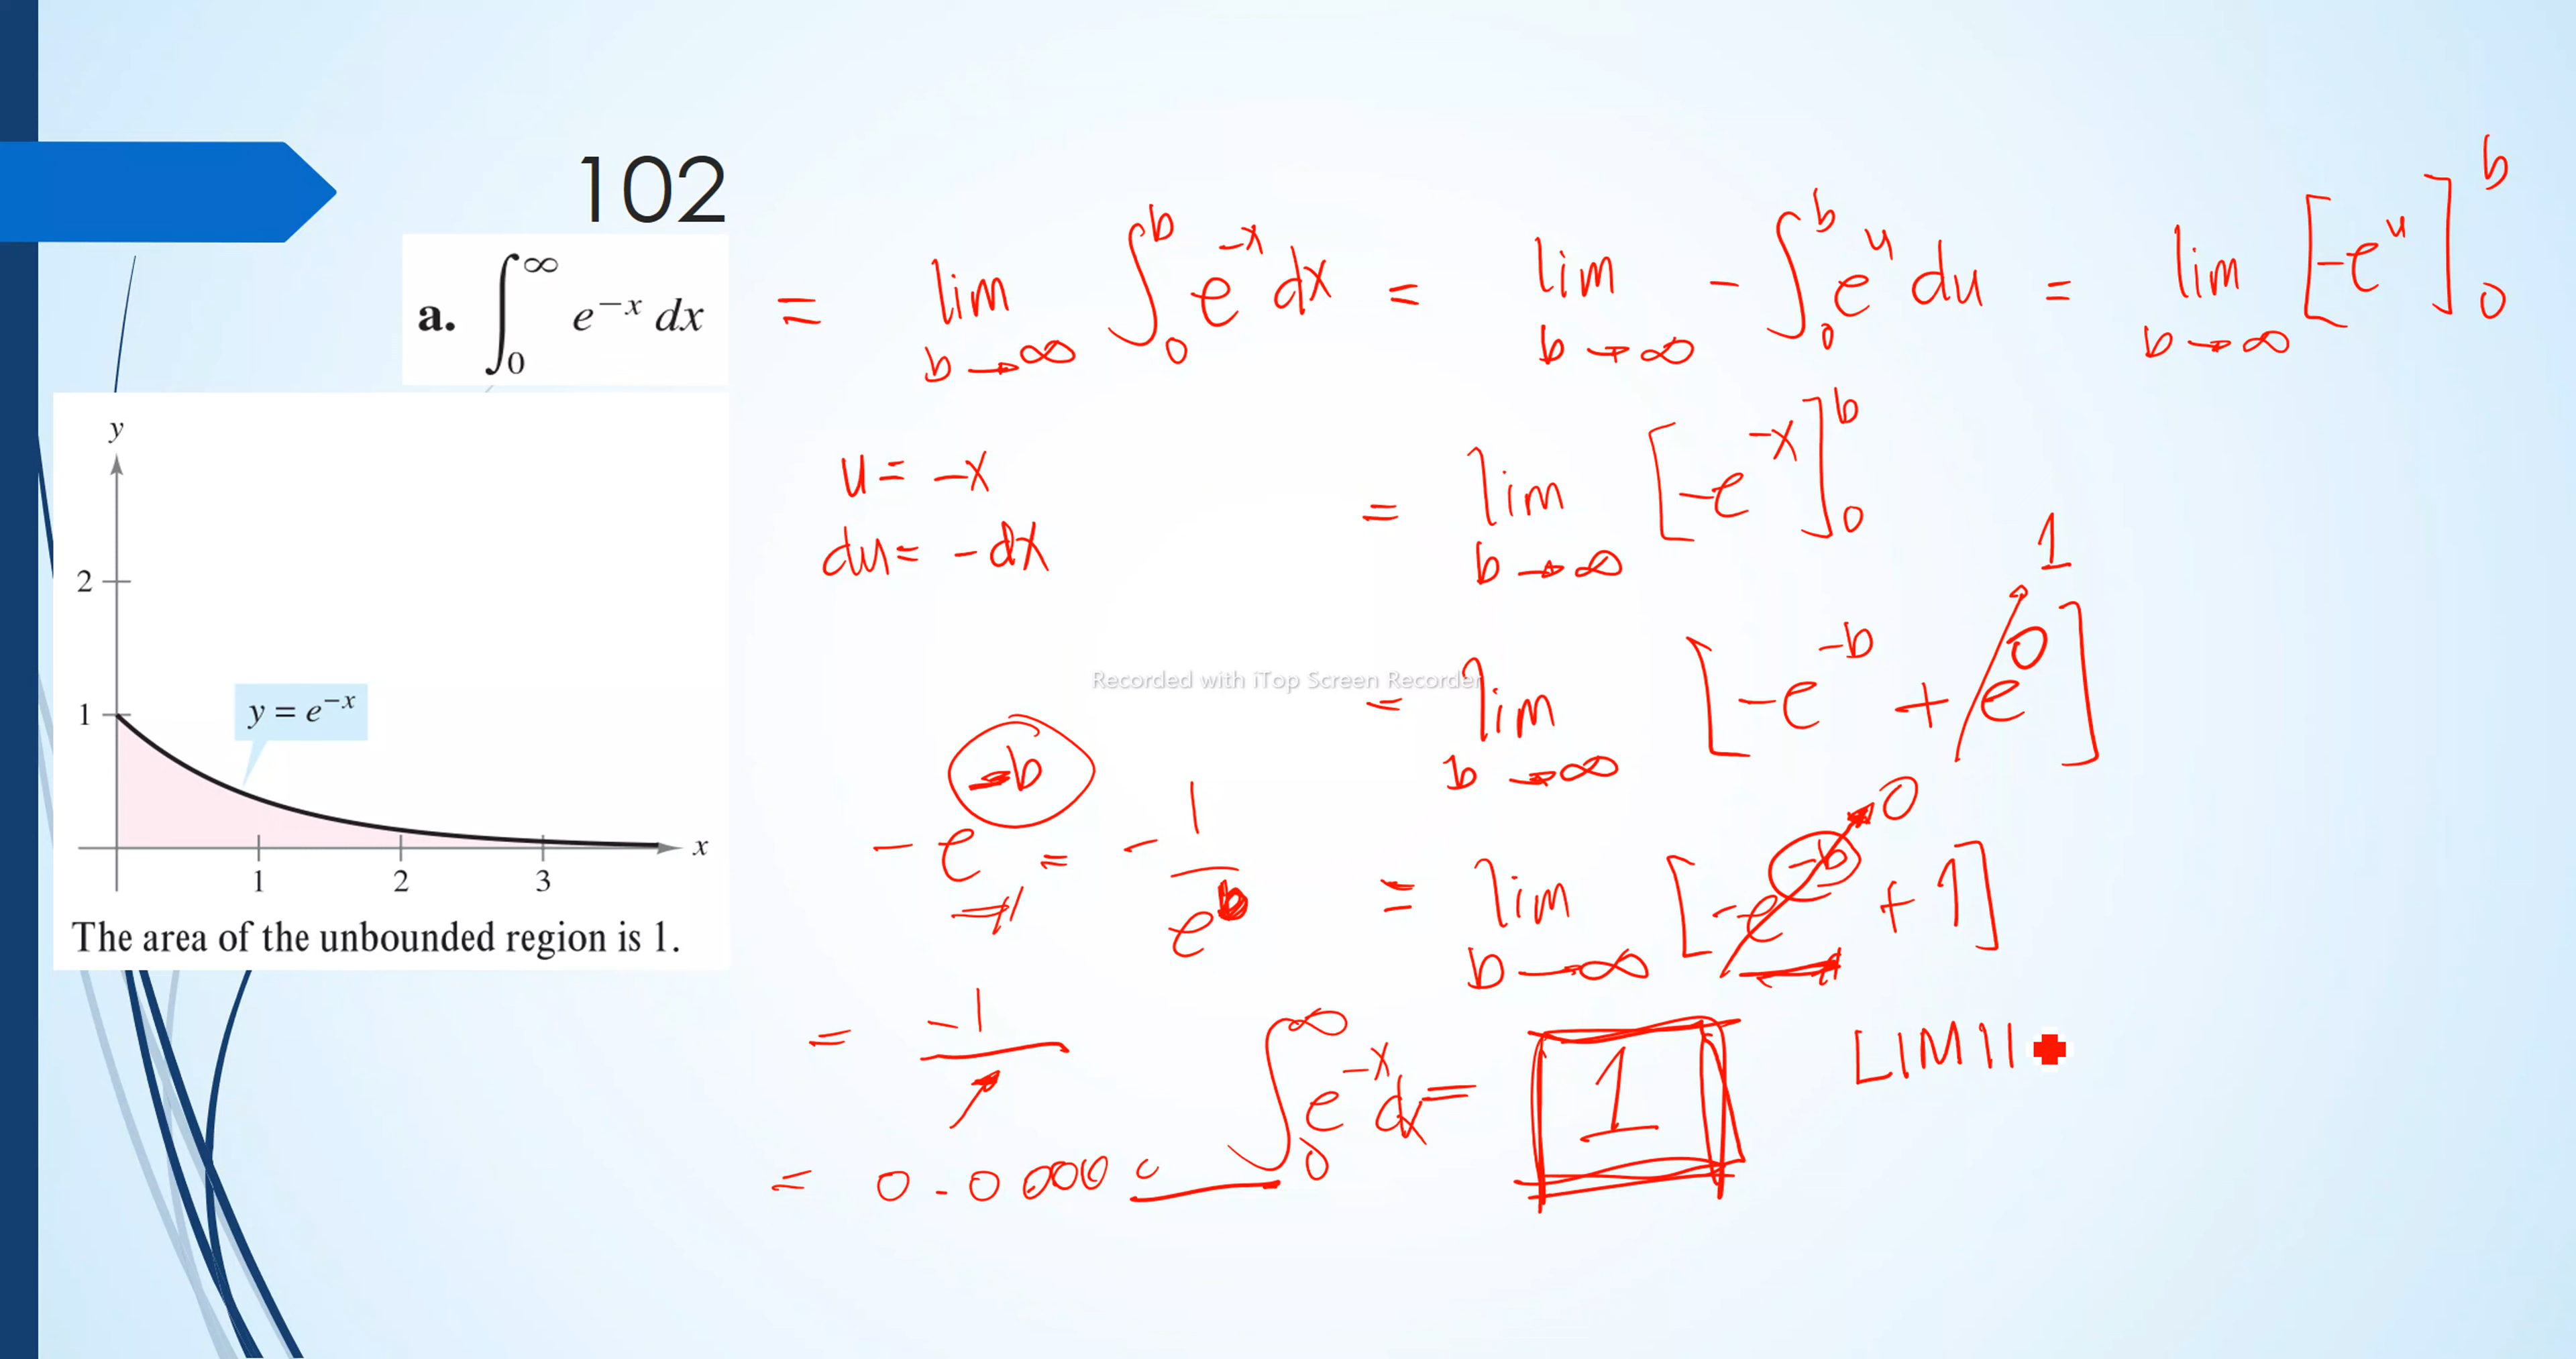 102
a. ∫₀^∞ e^{−x} dx = lim b→∞ ∫₀^b e^{-x} dx = lim b→∞ - ∫₀^b e^u du = lim b→∞ [-e^u]₀^b
u = -x
du = -dx
= lim b→∞ [-e^{-x}]₀^b
= lim b→∞ [-e^{-b} + e^0] 1
-e^{-b} = - 1/e^b
= lim b→∞ [-e^{-b} + 1] 0
= -1/
= 0.0000
∫₀^∞ e^{-x} dx = 1
LIMI
y
2
1
y = e^{−x}
x
1 2 3
The area of the unbounded region is 1.
Recorded with iTop Screen Recorder